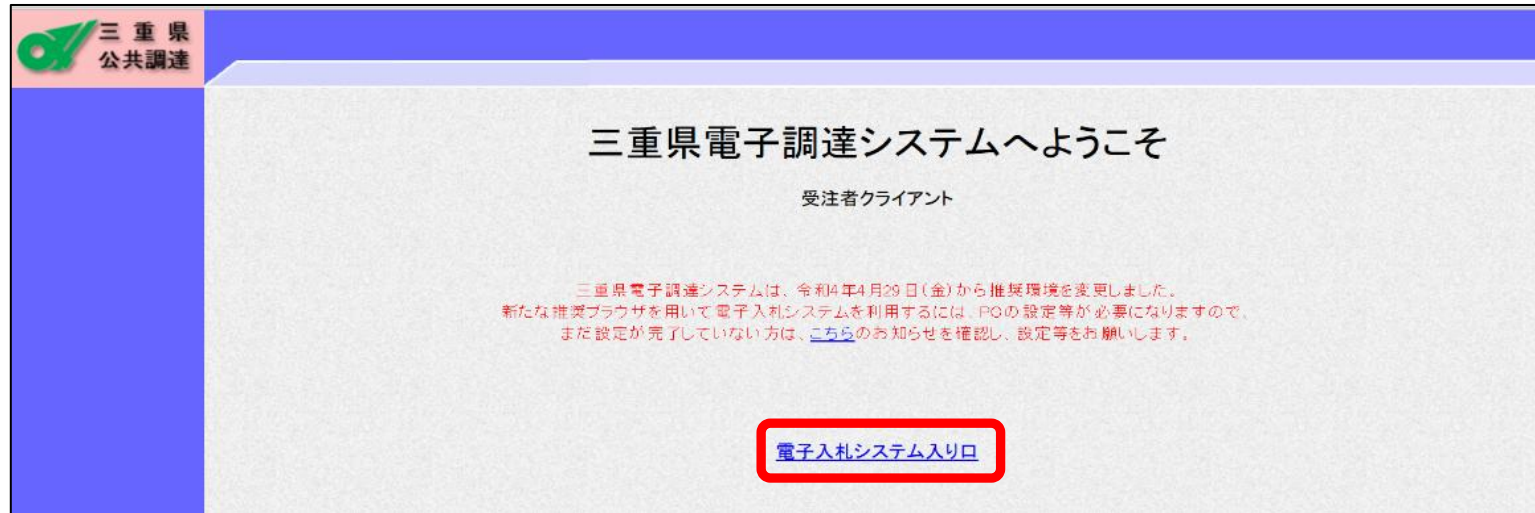 三重県
公共調達
三重県電子調達システムへようこそ
受注者クライアント
三重県電子調達システムは、令和4年4月29日(金)から推奨環境を変更しました。
新たな推奨ブラウザを用いて電子入札システムを利用するには、PCの設定等が必要になりますので、
まだ設定が完了していない方は、こちらのお知らせを確認し、設定等をお願いします。
電子入札システム入り口